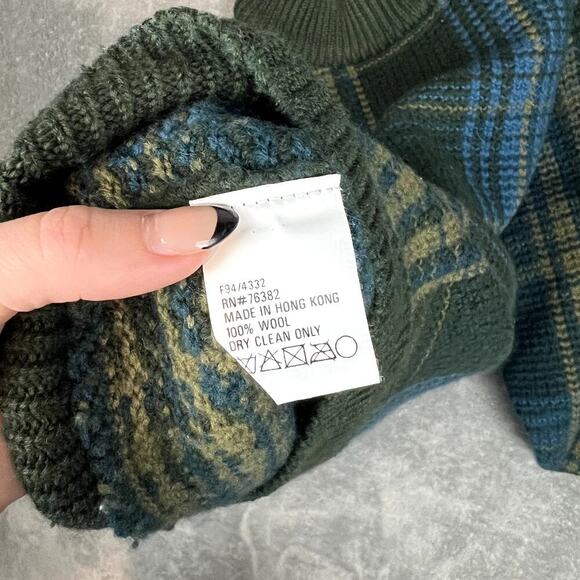 F94/4332
RN#76382
MADE IN HONG KONG
100% WOOL
DRY CLEAN ONLY